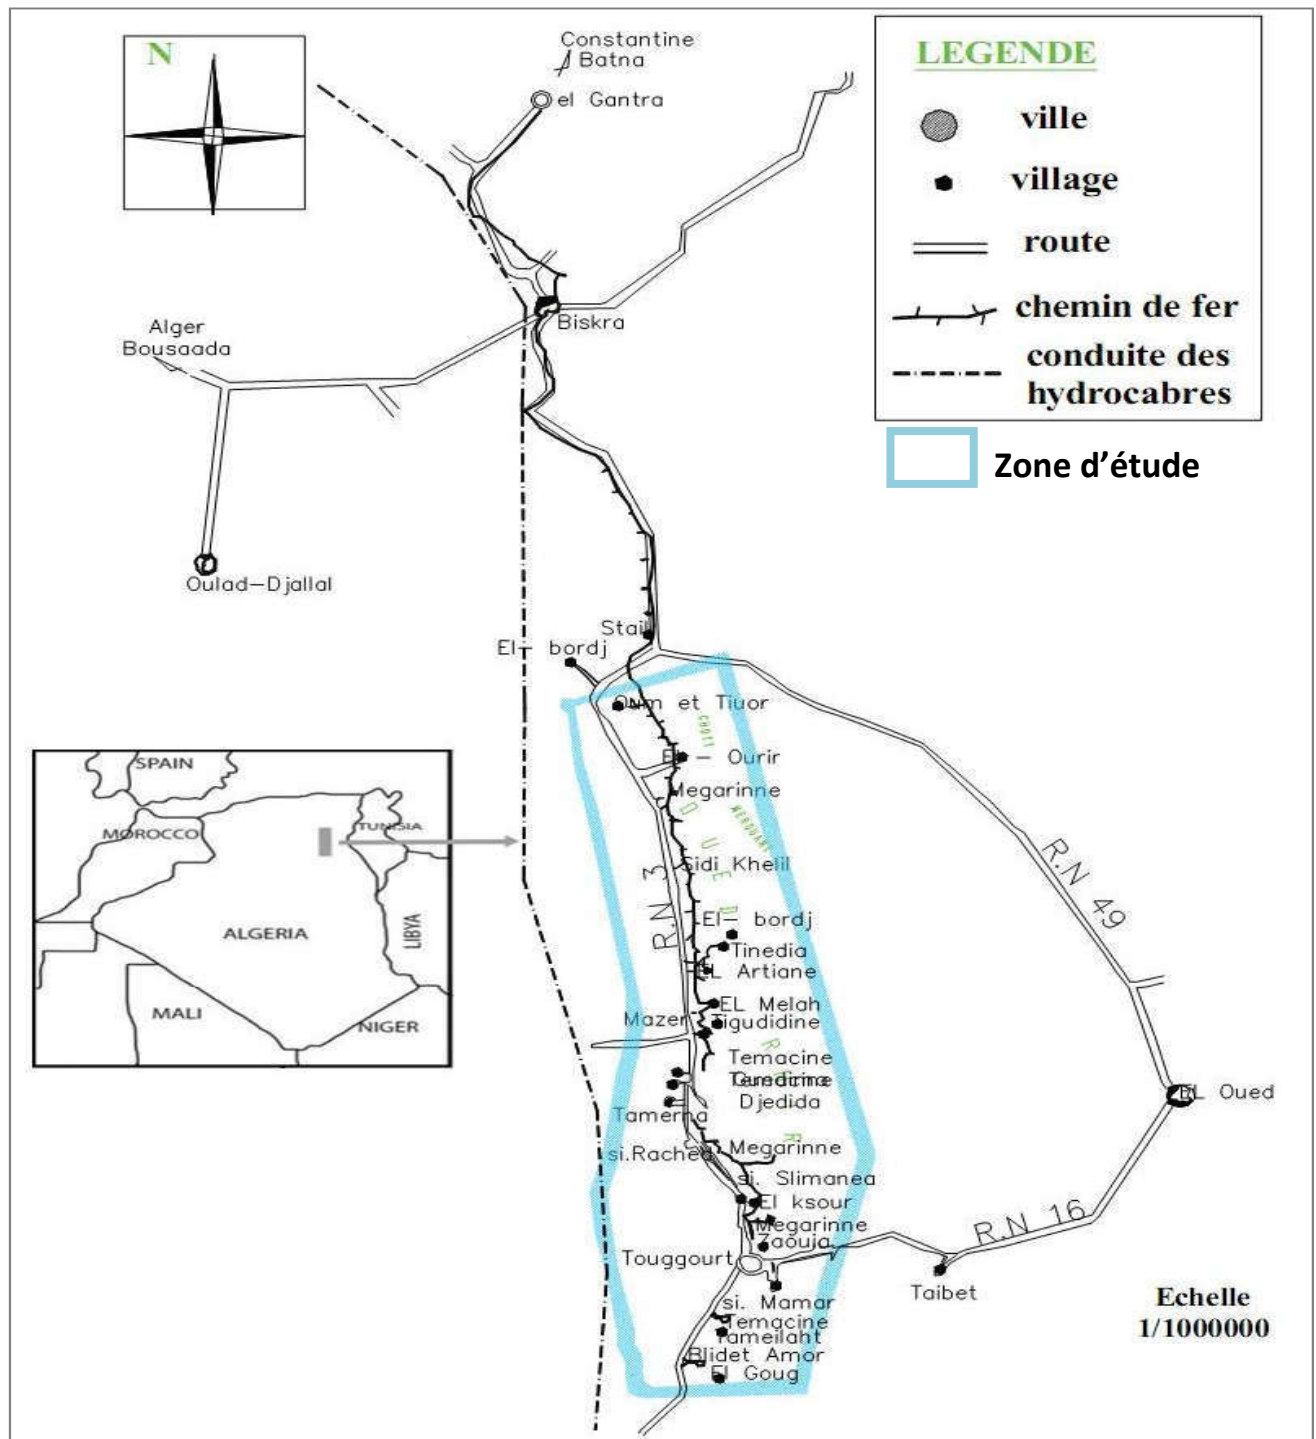 N
Constantine
Batna
el Gantra
Biskra
Alger
Bousaada
Oulad-Djallal
LEGENDE
ville
village
route
chemin de fer
conduite des
hydrocabres
Zone d'étude
Stail
El- bordj
Oum et Tiuor
CHOTT
El - Ourir
Megarinne
MEROUANE
OUED
Sidi Khelil
R.N 3
El- bordj
Tinedia
EL Artiane
EL Melah
Mazer
Tigudidine
RHIR
Temacine
Djedida
Tamerna
Megarinne
si.Rached
si. Slimanea
El ksour
Megarinne
Zaouia
Touggourt
si. Mamar
Temacine
Tameilaht
Blidet Amor
El Goug
R.N 49
EL Oued
R.N 16
Taibet
Echelle
1/1000000
SPAIN
MOROCCO
TUNISIA
ALGERIA
LIBYA
MALI
NIGER